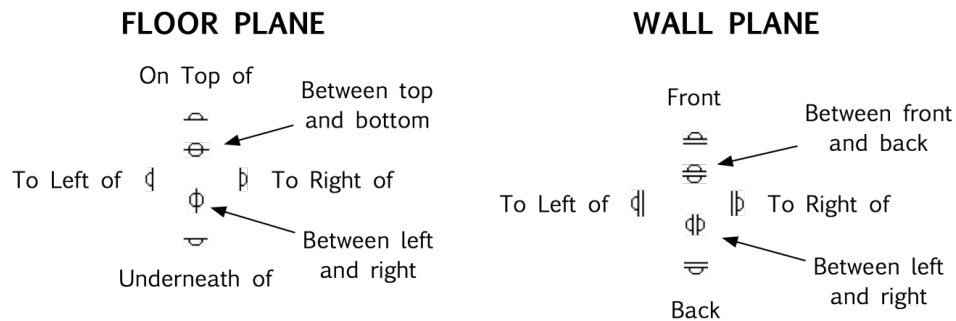 FLOOR PLANE
On Top of
Between top
and bottom
To Left of
To Right of
Between left
and right
Underneath of
WALL PLANE
Front
Between front
and back
To Left of
To Right of
Between left
and right
Back